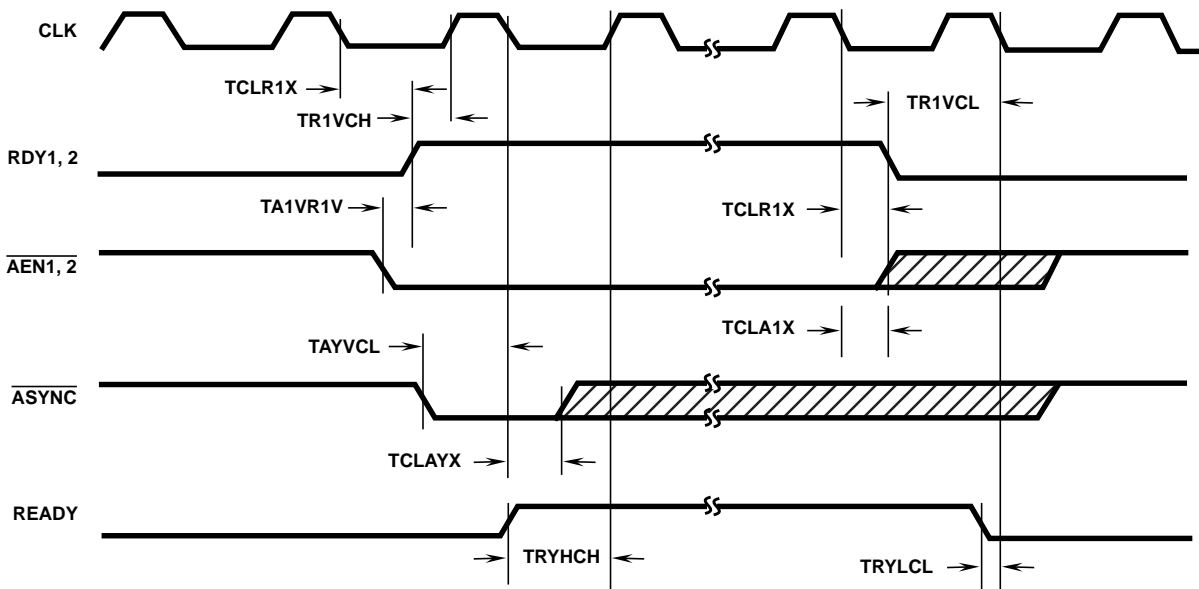 CLK
TCLR1X
TR1VCH
TR1VCL
RDY1, 2
TA1VR1V
TCLR1X
AEN1, 2
TCLA1X
TAYVCL
ASYNC
TCLAYX
READY
TRYHCH
TRYLCL